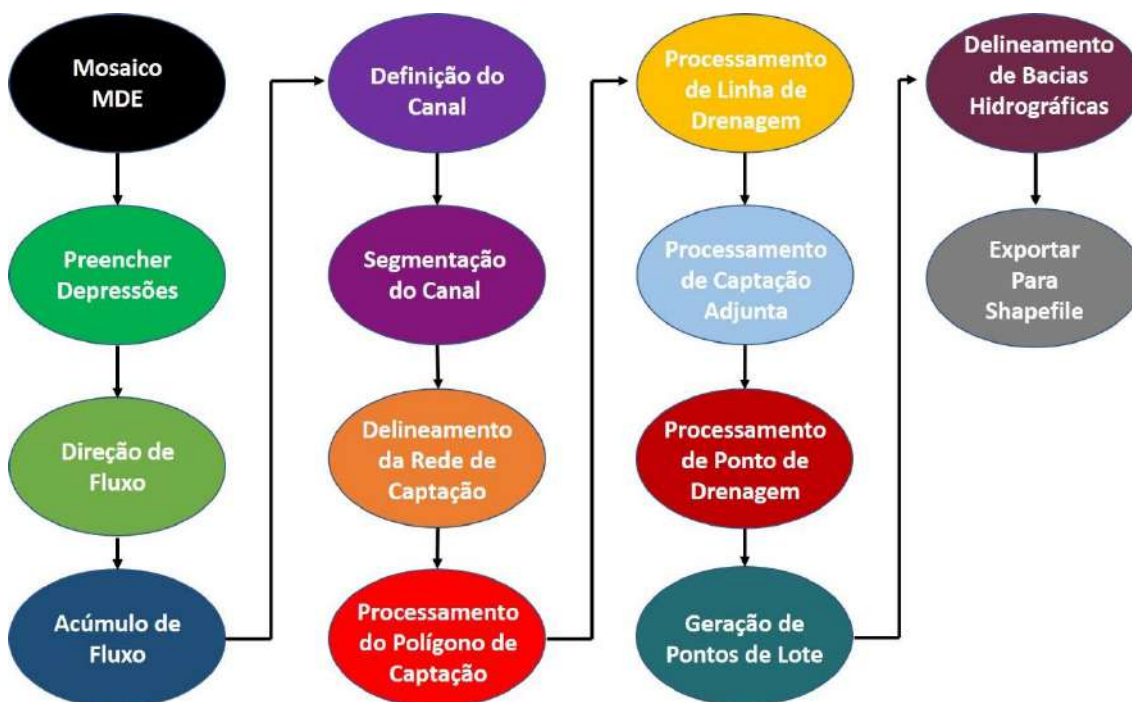 Mosaico
MDE
Preencher
Depressões
Direção de
Fluxo
Acúmulo de
Fluxo
Definição do
Canal
Segmentação
do Canal
Delineamento
da Rede de
Captação
Processamento
do Polígono de
Captação
Processamento
de Linha de
Drenagem
Processamento
de Captação
Adjunta
Processamento
de Ponto de
Drenagem
Geração de
Pontos de Lote
Delineamento
de Bacias
Hidrográficas
Exportar
Para
Shapefile